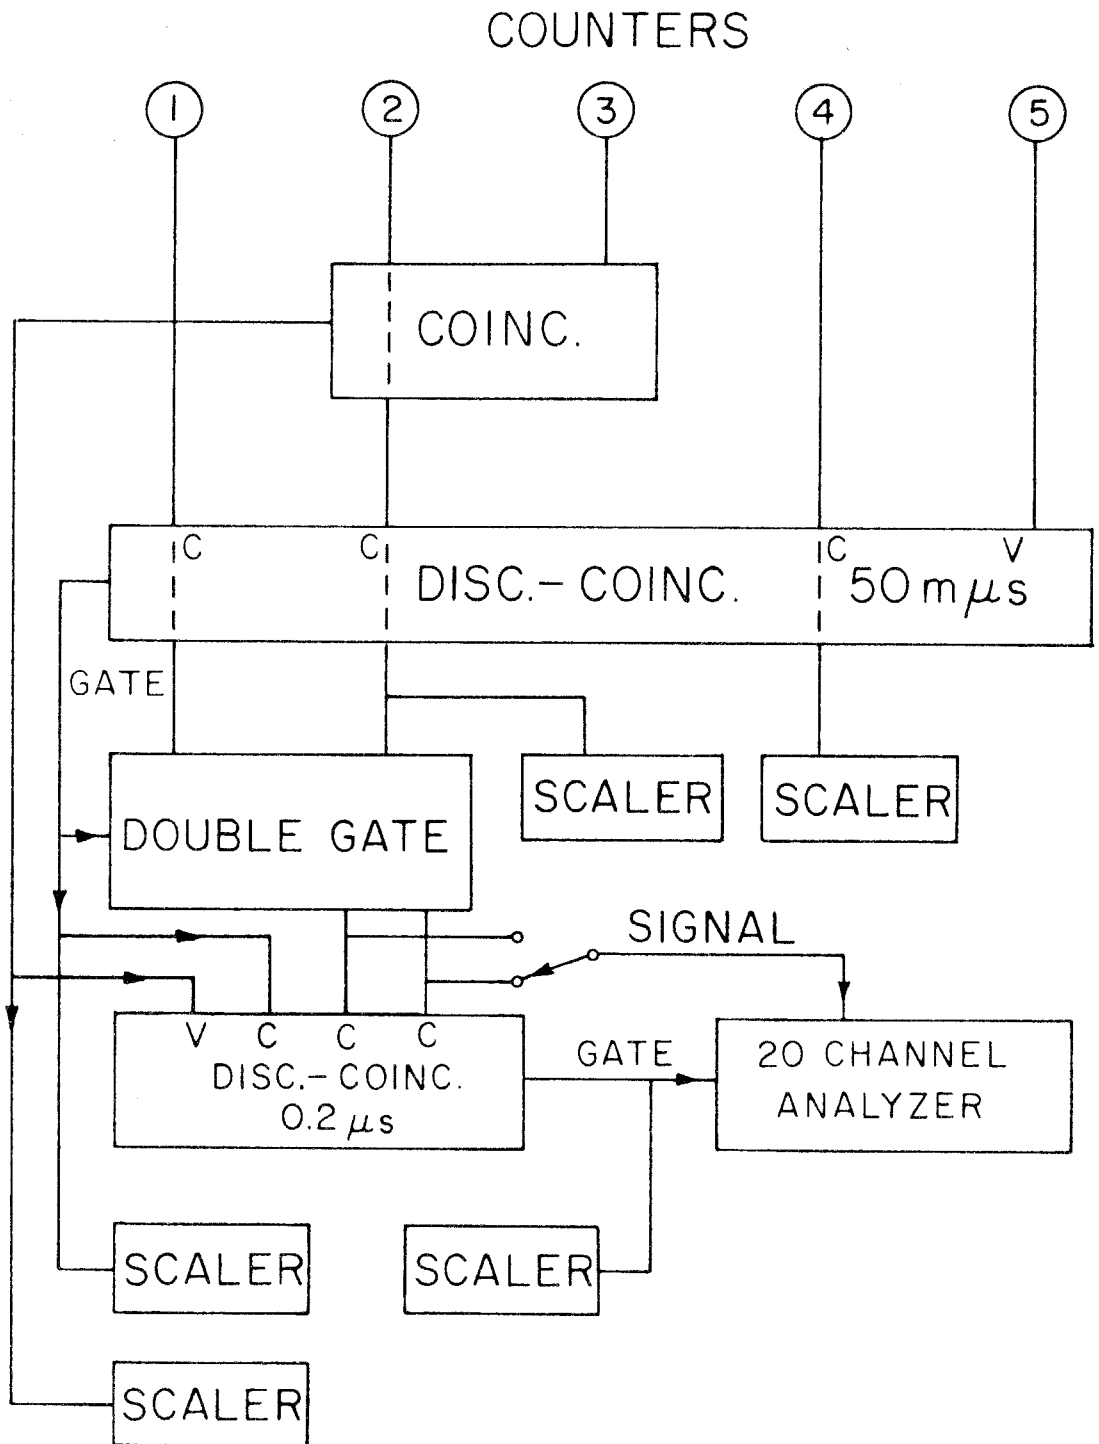 COUNTERS
1 2 3 4 5
COINC.
C C C V
DISC.-COINC. 50 mμs
GATE
SCALER SCALER
DOUBLE GATE
SIGNAL
V C C C
GATE
20 CHANNEL
ANALYZER
DISC.-COINC.
0.2 μs
SCALER SCALER
SCALER